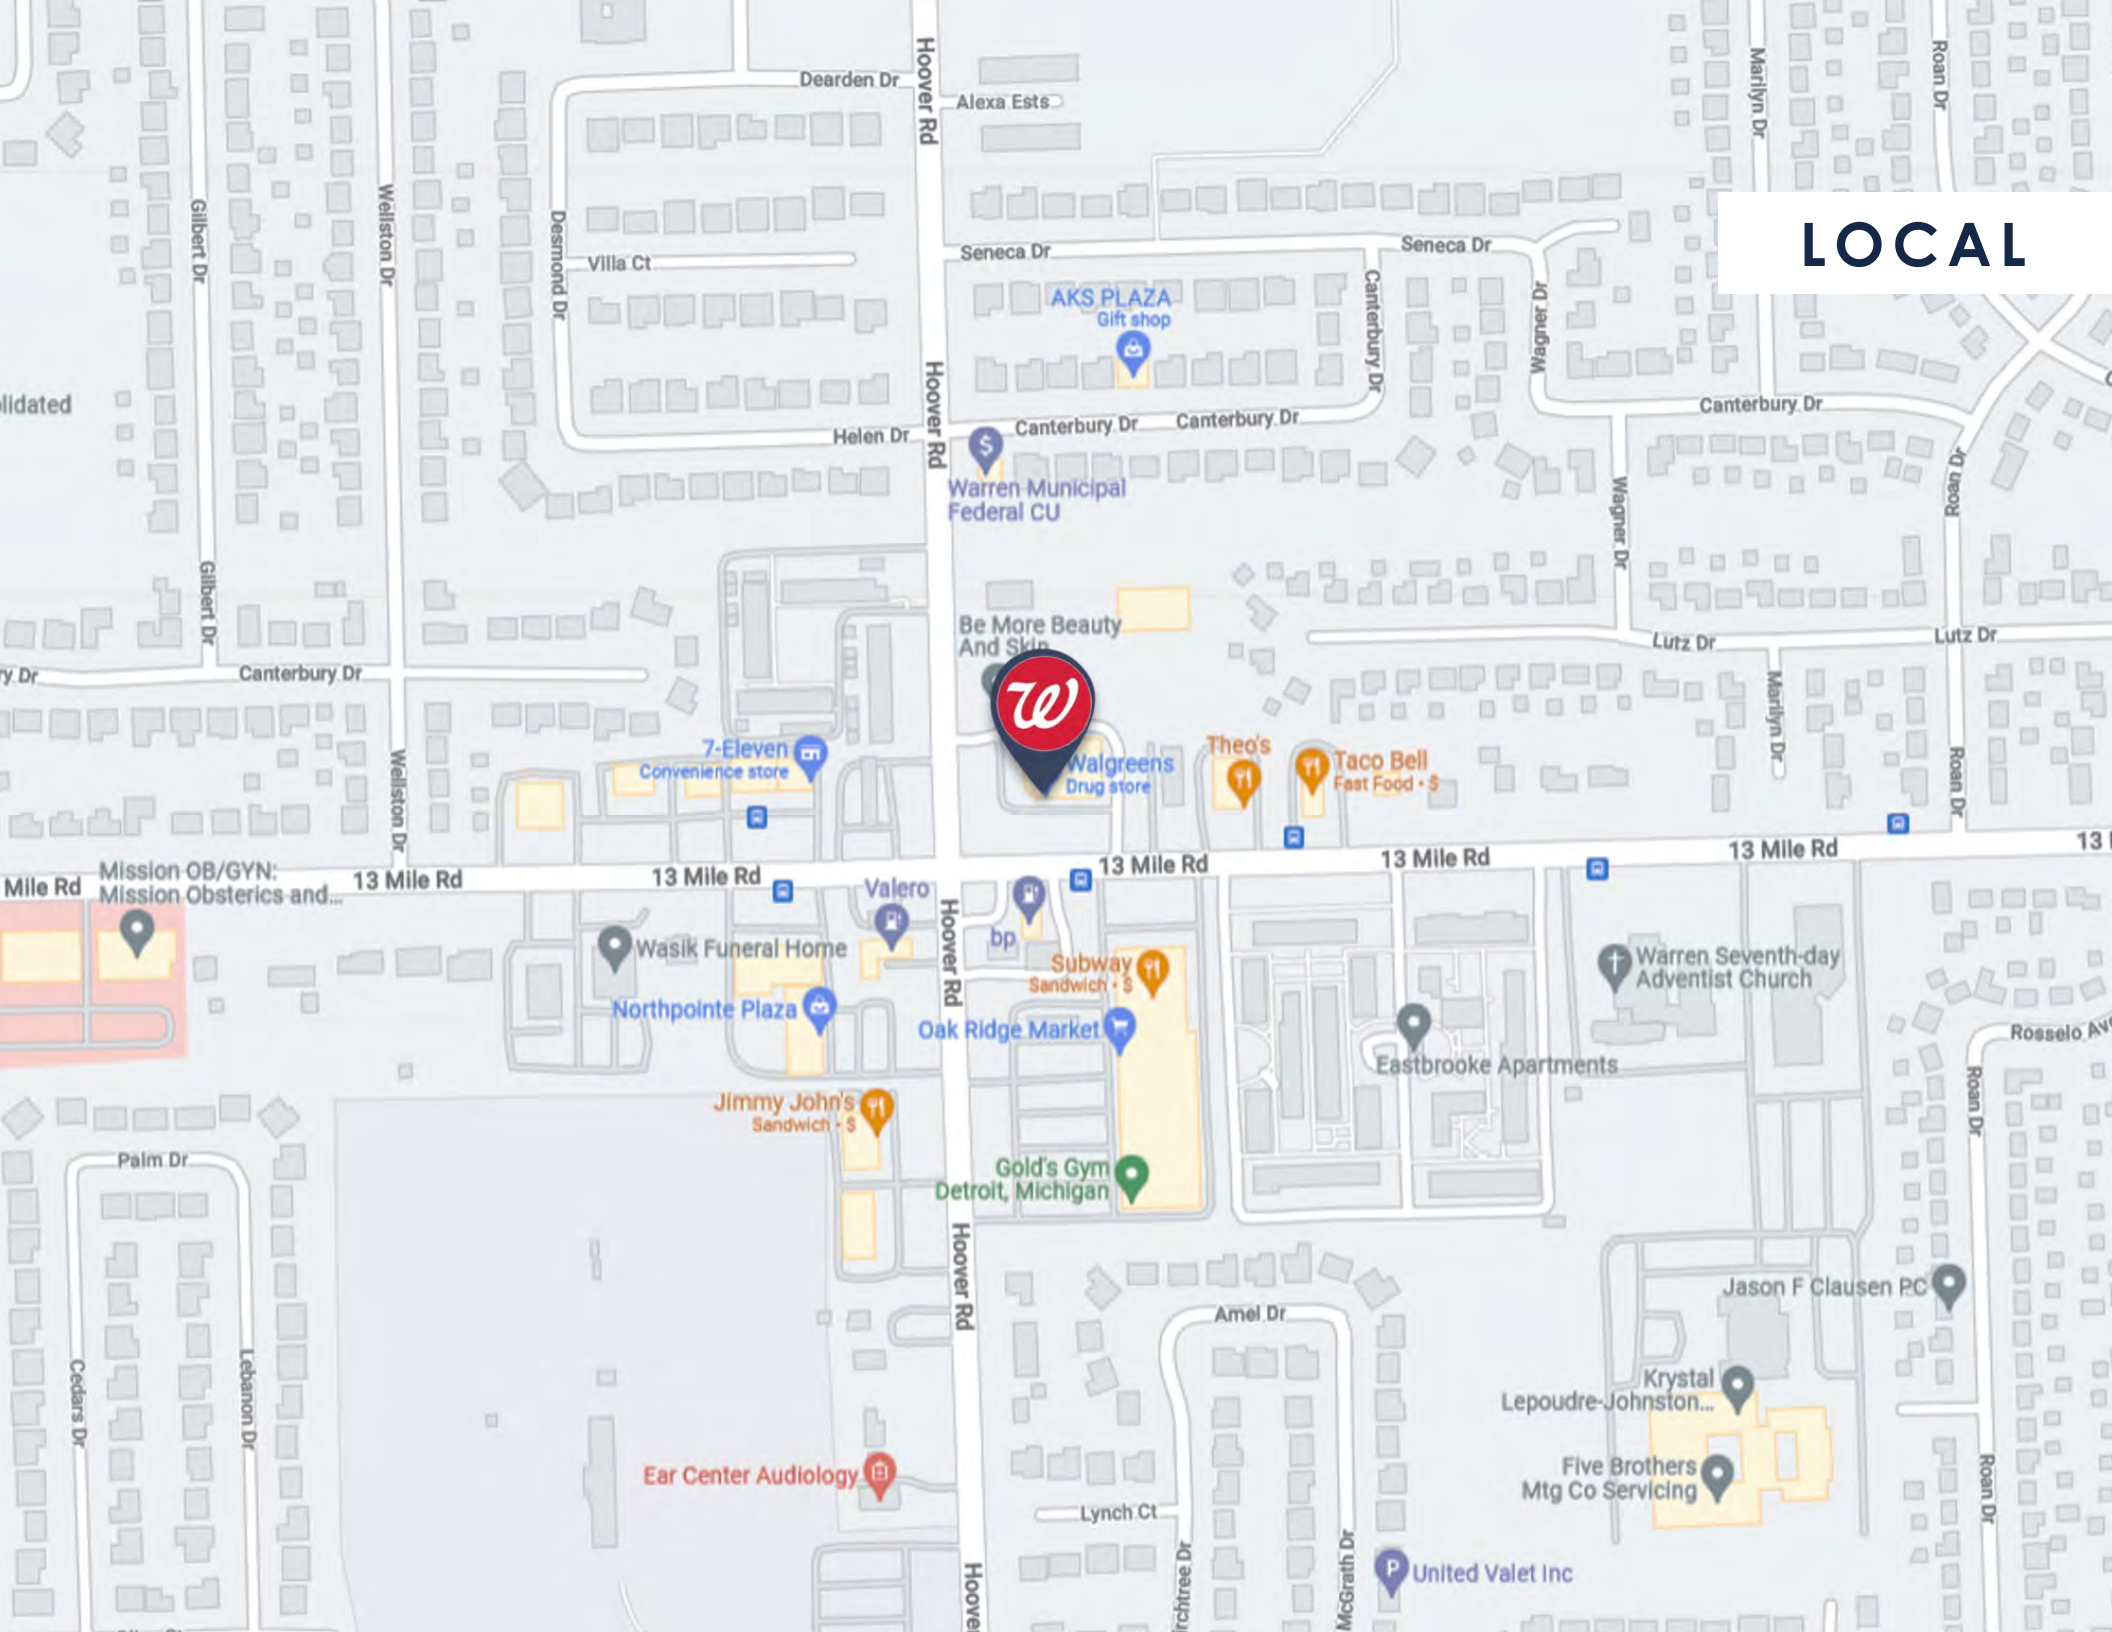 Dearden Dr
Hoover Rd
Alexa Ests
Marilyn Dr
Roan Dr
Gilbert Dr
Wellston Dr
Desmond Dr
Villa Ct
Seneca Dr
Seneca Dr
LOCAL
AKS PLAZA
Gift shop
Canterbury Dr
Wagner Dr
Hoover Rd
lidated
Helen Dr
Canterbury Dr
Canterbury Dr
Canterbury Dr
Warren Municipal
Federal CU
Roan Dr
Wagner Dr
Gilbert Dr
Be More Beauty
And Skin
Lutz Dr
Lutz Dr
ry Dr
Canterbury Dr
Marilyn Dr
W
7-Eleven
Convenience store
Walgreens
Drug store
Theo's
Taco Bell
Fast Food • $
Wellston Dr
Roan Dr
Mile Rd
Mission OB/GYN:
Mission Obsterics and...
13 Mile Rd
13 Mile Rd
13 Mile Rd
13 Mile Rd
13 Mile Rd
13
Valero
Hoover Rd
bp
Wasik Funeral Home
Subway
Sandwich • $
Warren Seventh-day
Adventist Church
Northpointe Plaza
Oak Ridge Market
Eastbrooke Apartments
Rosselo Ave
Roan Dr
Jimmy John's
Sandwich • $
Palm Dr
Gold's Gym
Detroit, Michigan
Hoover Rd
Jason F Clausen PC
Amel Dr
Cedars Dr
Lebanon Dr
Krystal
Lepoudre-Johnston...
Five Brothers
Mtg Co Servicing
Ear Center Audiology
Roan Dr
Lynch Ct
Hoover
irchtree Dr
McGrath Dr
P
United Valet Inc